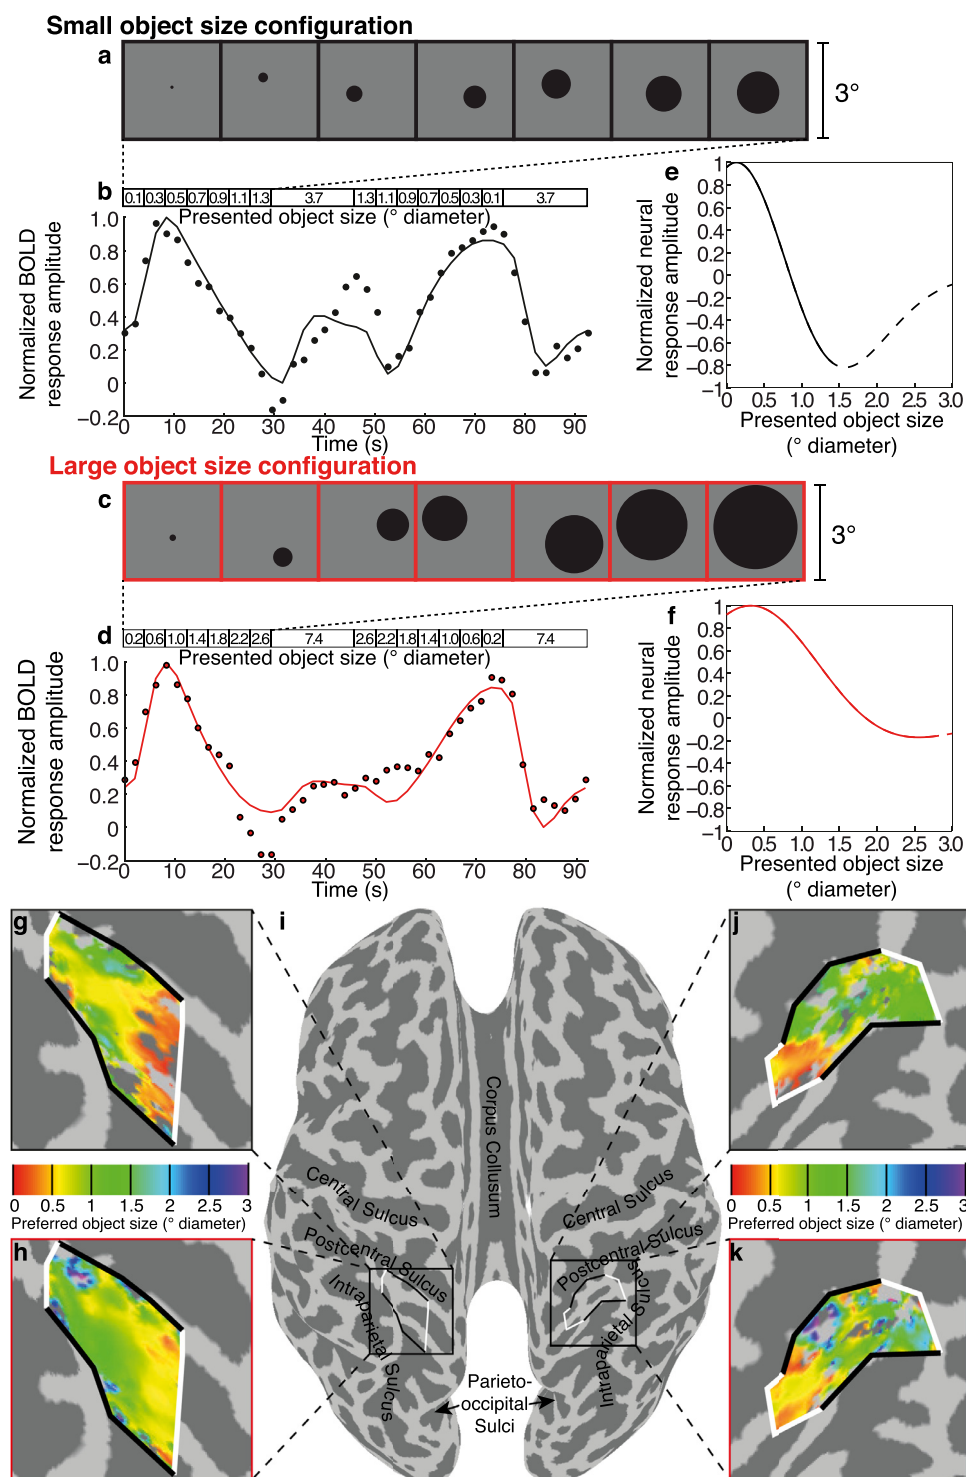 Small object size configuration
a
3°
b
0.1 0.3 0.5 0.7 0.9 1.1 1.3 3.7 1.3 1.1 0.9 0.7 0.5 0.3 0.1 3.7
Presented object size (° diameter)
Normalized BOLD
response amplitude
1.0
0.8
0.6
0.4
0.2
0
−0.2
0 10 20 30 40 50 60 70 80 90
Time (s)
e
Normalized neural
response amplitude
1
0.8
0.6
0.4
0.2
0
−0.2
−0.4
−0.6
−0.8
−1
0 0.5 1.0 1.5 2.0 2.5 3.0
Presented object size
(° diameter)
Large object size configuration
c
3°
d
0.2 0.6 1.0 1.4 1.8 2.2 2.6 7.4 2.6 2.2 1.8 1.4 1.0 0.6 0.2 7.4
Presented object size (° diameter)
Normalized BOLD
response amplitude
1.0
0.8
0.6
0.4
0.2
0
−0.2
0 10 20 30 40 50 60 70 80 90
Time (s)
f
Normalized neural
response amplitude
1
0.8
0.6
0.4
0.2
0
−0.2
−0.4
−0.6
−0.8
−1
0 0.5 1.0 1.5 2.0 2.5 3.0
Presented object size
(° diameter)
g
i
j
Corpus Collusum
Central Sulcus
Postcentral Sulcus
Intraparietal Sulcus
Central Sulcus
Postcentral Sulcus
Intraparietal Sulcus
Parieto-
occipital
Sulci
0 0.5 1 1.5 2 2.5 3
Preferred object size (° diameter)
h
0 0.5 1 1.5 2 2.5 3
Preferred object size (° diameter)
k